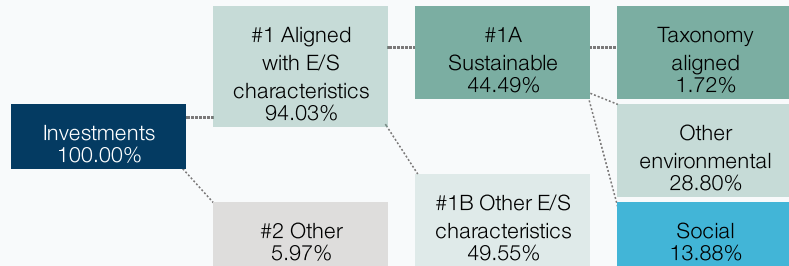 Investments
100.00%
#1 Aligned
with E/S
characteristics
94.03%
#2 Other
5.97%
#1A
Sustainable
44.49%
#1B Other E/S
characteristics
49.55%
Taxonomy
aligned
1.72%
Other
environmental
28.80%
Social
13.88%